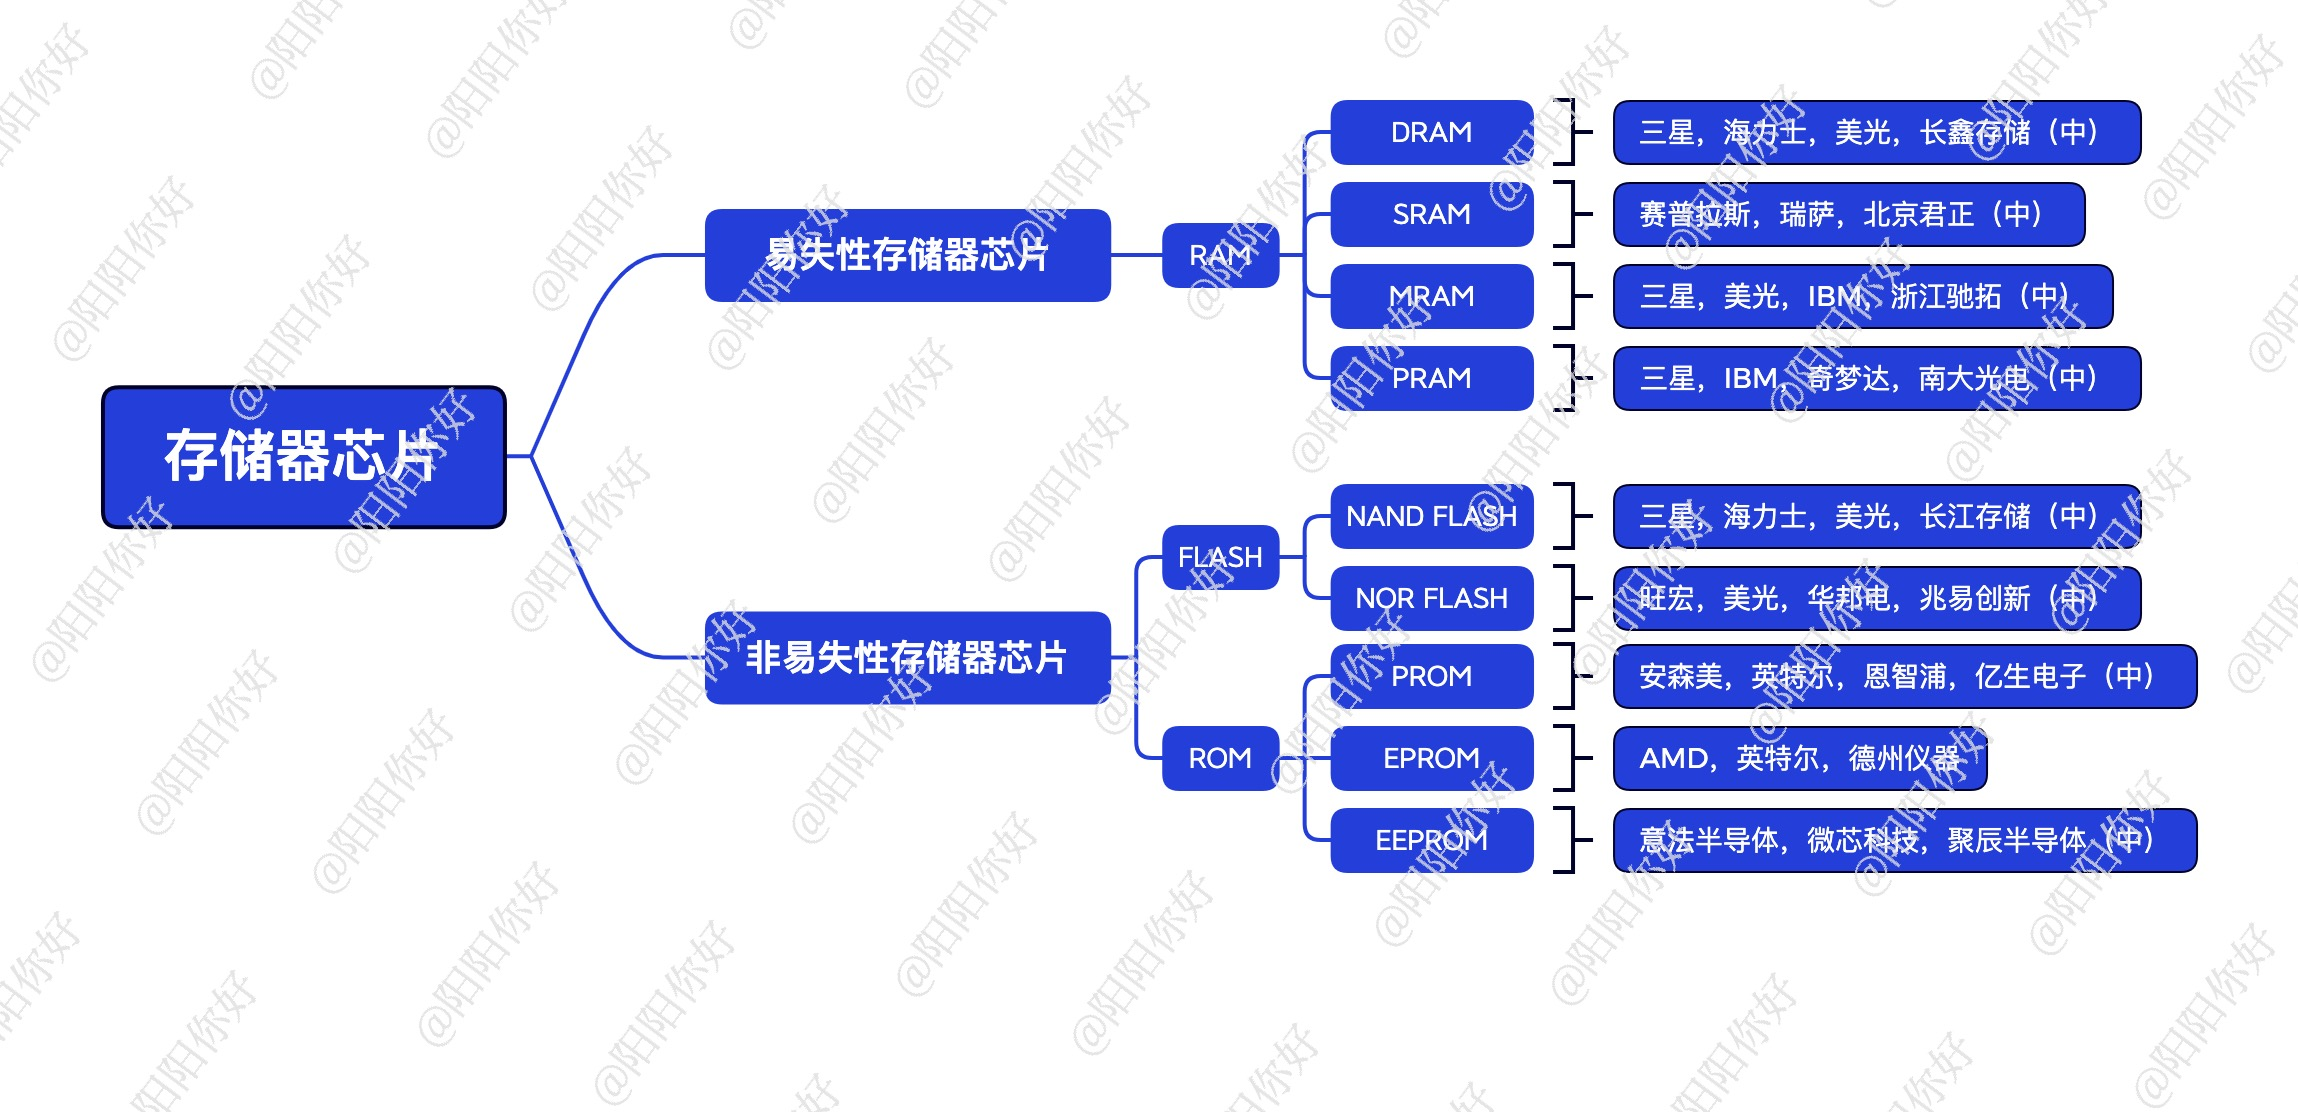 存储器芯片
易失性存储器芯片
RAM
DRAM
三星，海力士，美光，长鑫存储（中）
SRAM
赛普拉斯，瑞萨，北京君正（中）
MRAM
三星，美光，IBM，浙江驰拓（中）
PRAM
三星，IBM，奇梦达，南大光电（中）
非易失性存储器芯片
FLASH
NAND FLASH
三星，海力士，美光，长江存储（中）
NOR FLASH
旺宏，美光，华邦电，兆易创新（中）
ROM
PROM
安森美，英特尔，恩智浦，亿生电子（中）
EPROM
AMD，英特尔，德州仪器
EEPROM
意法半导体，微芯科技，聚辰半导体（中）
@阳阳你好